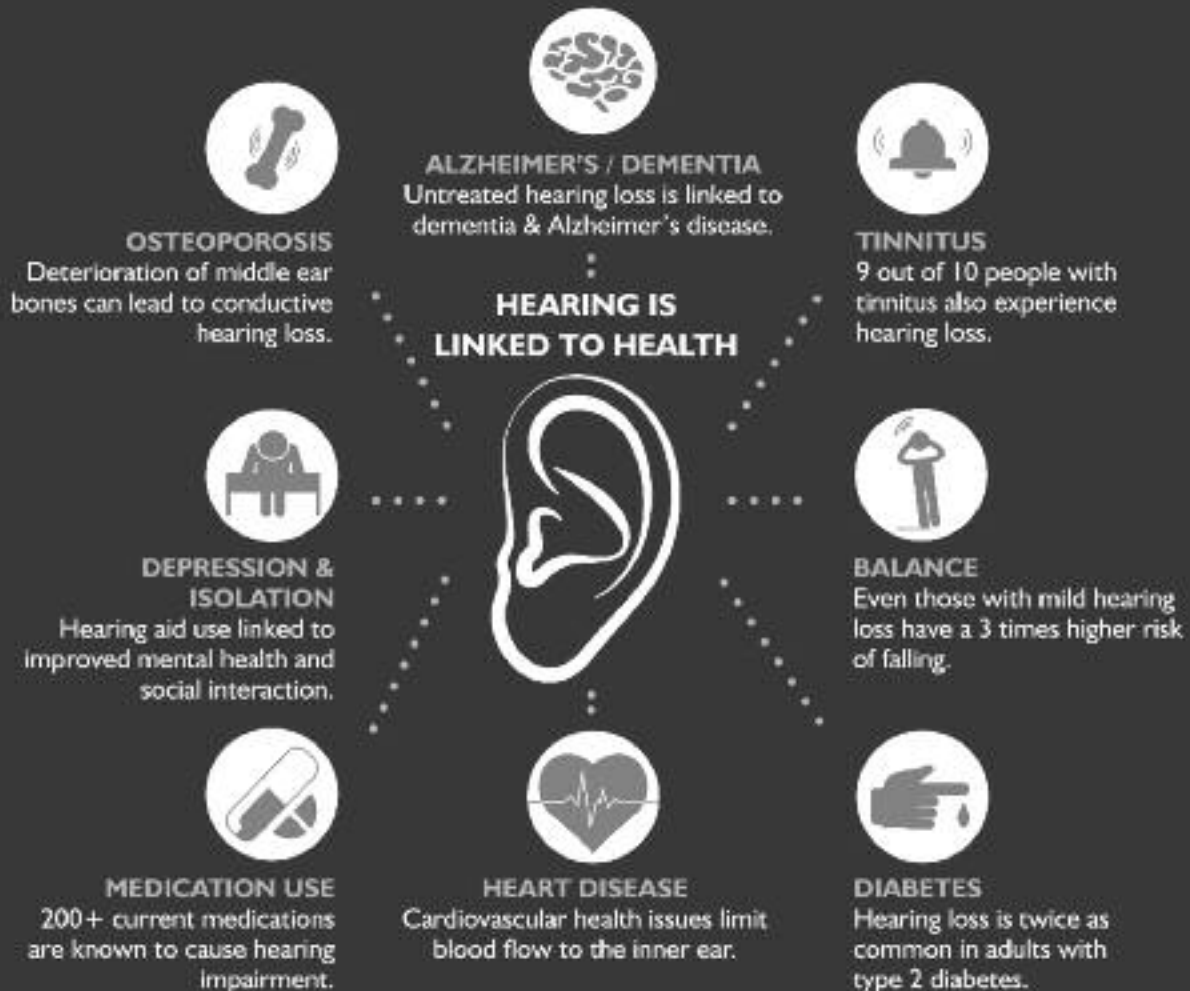 ALZHEIMER'S / DEMENTIA
Untreated hearing loss is linked to
dementia & Alzheimer's disease.
OSTEOPOROSIS
Deterioration of middle ear
bones can lead to conductive
hearing loss.
TINNITUS
9 out of 10 people with
tinnitus also experience
hearing loss.
HEARING IS
LINKED TO HEALTH
DEPRESSION &
ISOLATION
Hearing aid use linked to
improved mental health and
social interaction.
BALANCE
Even those with mild hearing
loss have a 3 times higher risk
of falling.
MEDICATION USE
200+ current medications
are known to cause hearing
impairment.
HEART DISEASE
Cardiovascular health issues limit
blood flow to the inner ear.
DIABETES
Hearing loss is twice as
common in adults with
type 2 diabetes.